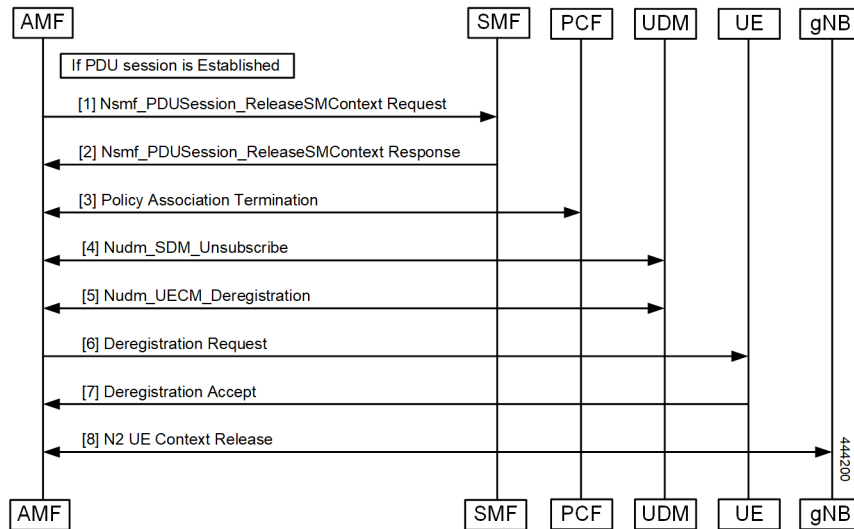 AMF SMF PCF UDM UE gNB
If PDU session is Established
[1] Nsmf_PDUSession_ReleaseSMContext Request
[2] Nsmf_PDUSession_ReleaseSMContext Response
[3] Policy Association Termination
[4] Nudm_SDM_Unsubscribe
[5] Nudm_UECM_Deregistration
[6] Deregistration Request
[7] Deregistration Accept
[8] N2 UE Context Release
444200
AMF SMF PCF UDM UE gNB